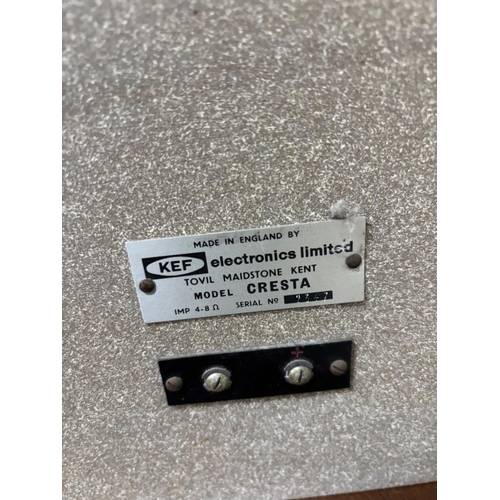 MADE IN ENGLAND BY
KEF electronics limited
TOVIL MAIDSTONE KENT
MODEL CRESTA
IMP 4-8 Ω SERIAL Nº
+